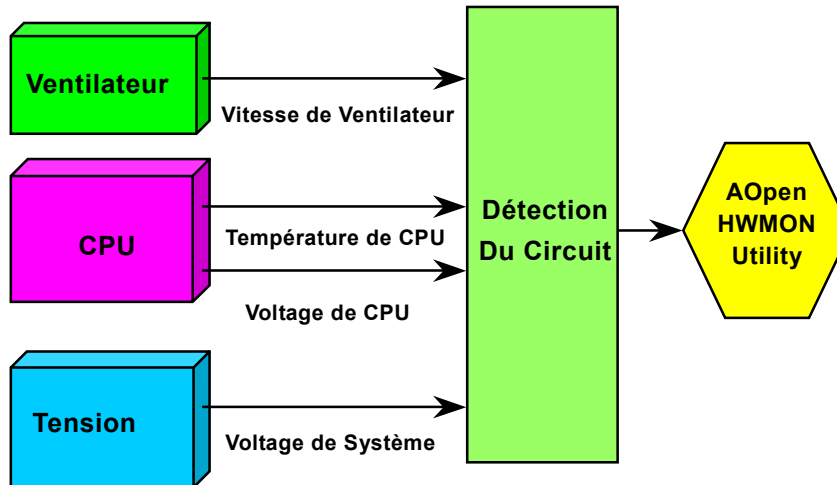 Ventilateur
Vitesse de Ventilateur
CPU
Température de CPU
Voltage de CPU
Tension
Voltage de Système
Détection
Du Circuit
AOpen
HWMON
Utility